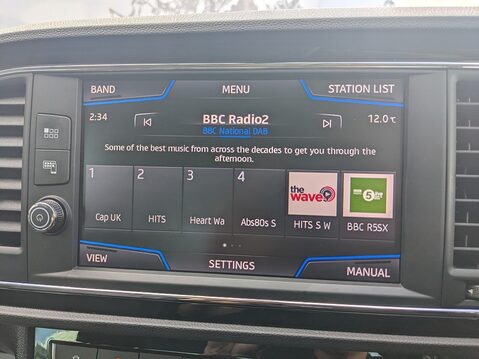 BAND
MENU
STATION LIST
2:34
BBC Radio2
12.0°C
BBC National DAB
Some of the best music from across the decades to get you through the
afternoon.
1
2
3
4
the
wave
5
Cap UK
HITS
Heart Wa
Abs80s S
HITS S W
BBC R5SX
VIEW
SETTINGS
MANUAL